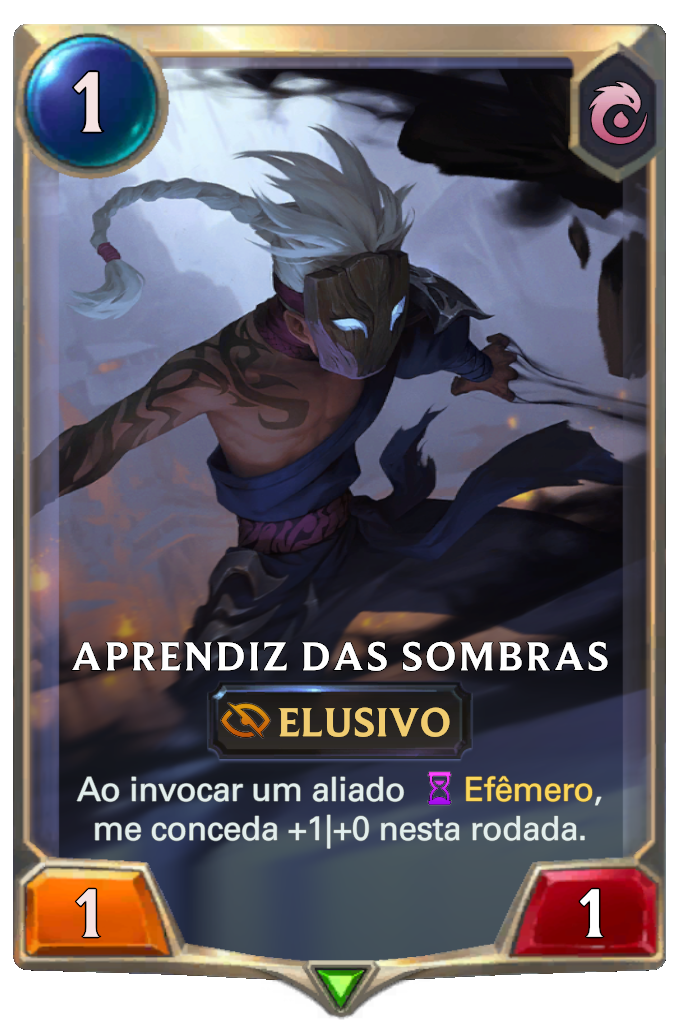 1
APRENDIZ DAS SOMBRAS
ELUSIVO
Ao invocar um aliado Efêmero,
me conceda +1|+0 nesta rodada.
1
1